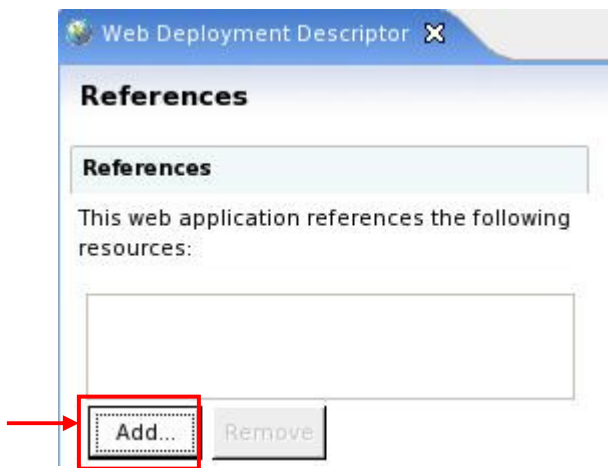 Web Deployment Descriptor
References
References
This web application references the following
resources:
Add...
Remove